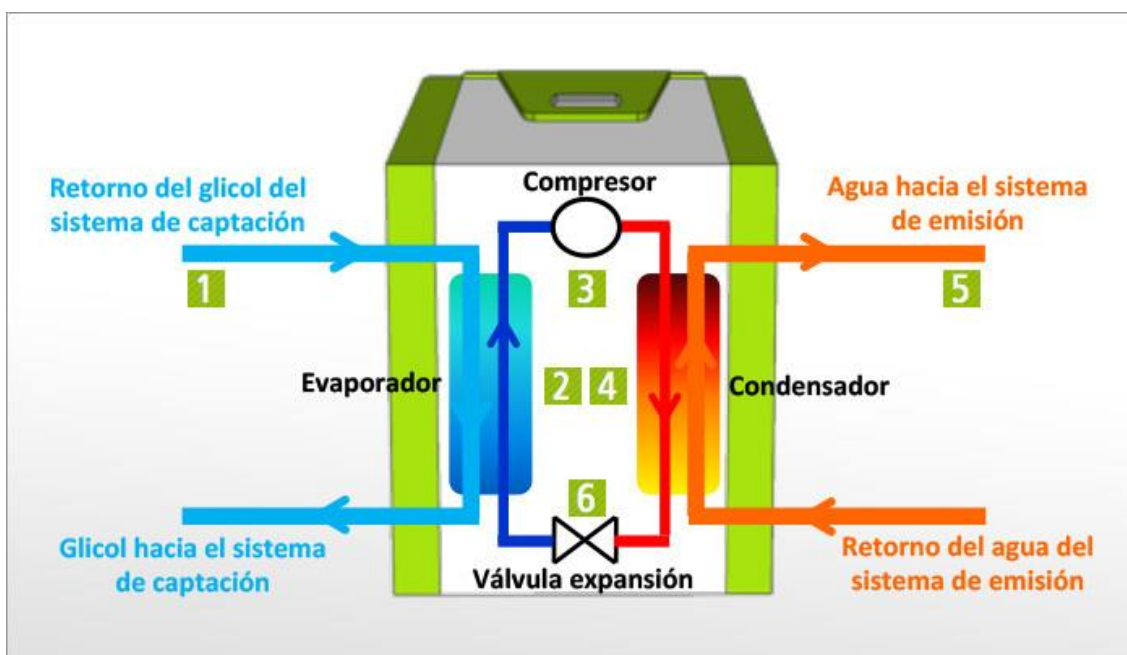 Compresor
Retorno del glicol del
sistema de captación
Agua hacia el sistema
de emisión
1
3
5
Evaporador
2
4
Condensador
6
Glicol hacia el sistema
de captación
Válvula expansión
Retorno del agua del
sistema de emisión